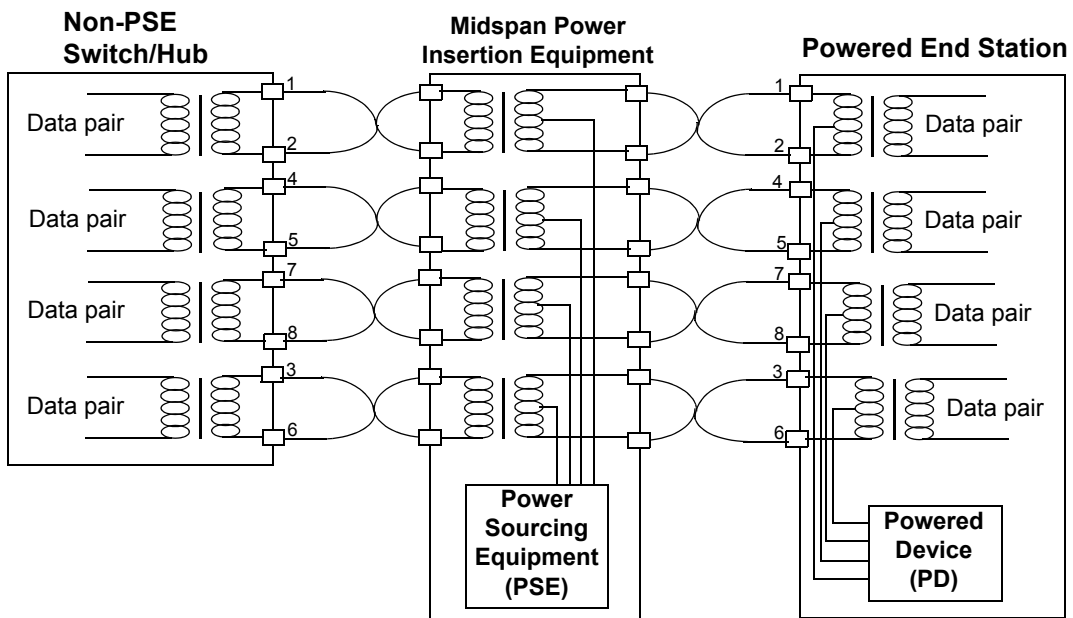 Non-PSE
Switch/Hub
Midspan Power
Insertion Equipment
Powered End Station
1
Data pair
2
4
Data pair
5
7
Data pair
8
3
Data pair
6
1
Data pair
2
4
Data pair
5
7
Data pair
8
3
Data pair
6
Power
Sourcing
Equipment
(PSE)
Powered
Device
(PD)